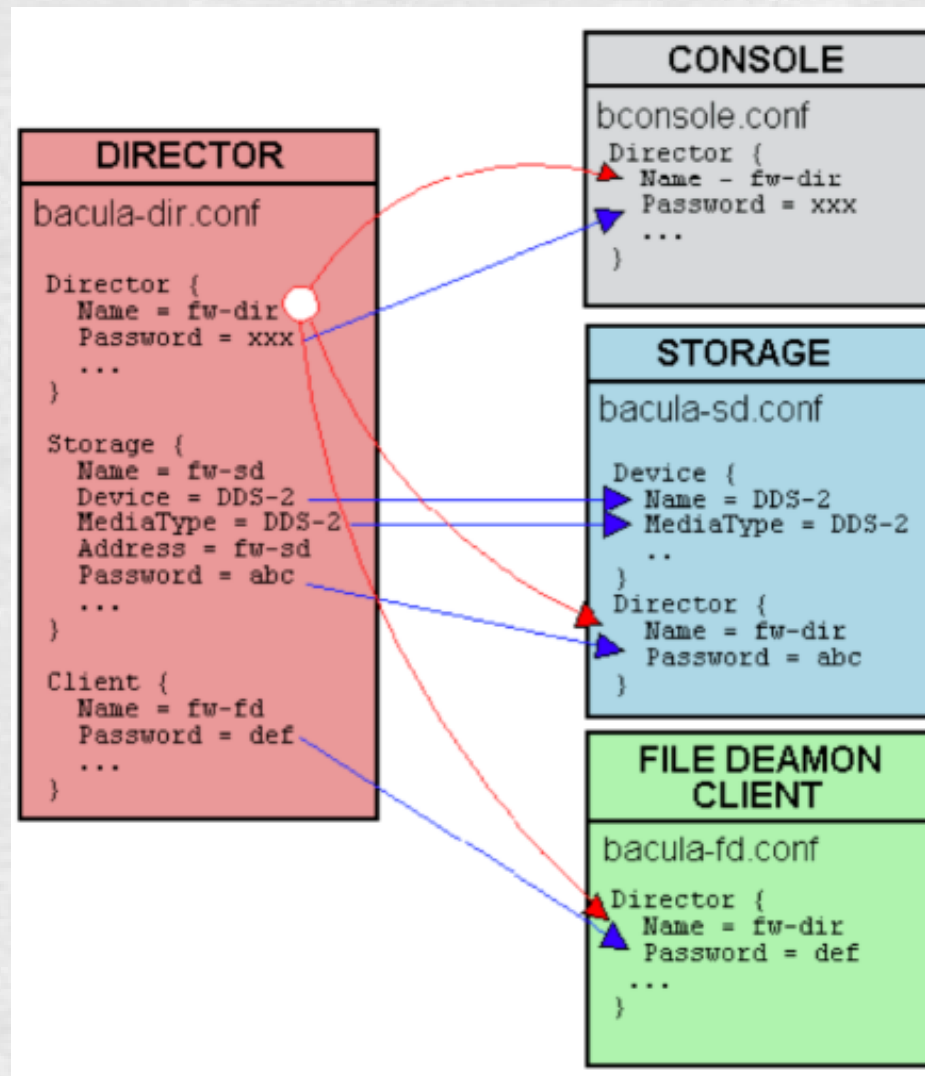 DIRECTOR
bacula-dir.conf
Director {
Name = fw-dir
Password = xxx
...
}
Storage {
Name = fw-sd
Device = DDS-2
MediaType = DDS-2
Address = fw-sd
Password = abc
...
}
Client {
Name = fw-fd
Password = def
...
}
CONSOLE
bconsole.conf
Director {
Name - fw-dir
Password = xxx
...
}
STORAGE
bacula-sd.conf
Device {
Name = DDS-2
MediaType = DDS-2
..
}
Director {
Name = fw-dir
Password = abc
}
FILE DEAMON
CLIENT
bacula-fd.conf
Director {
Name = fw-dir
Password = def
...
}